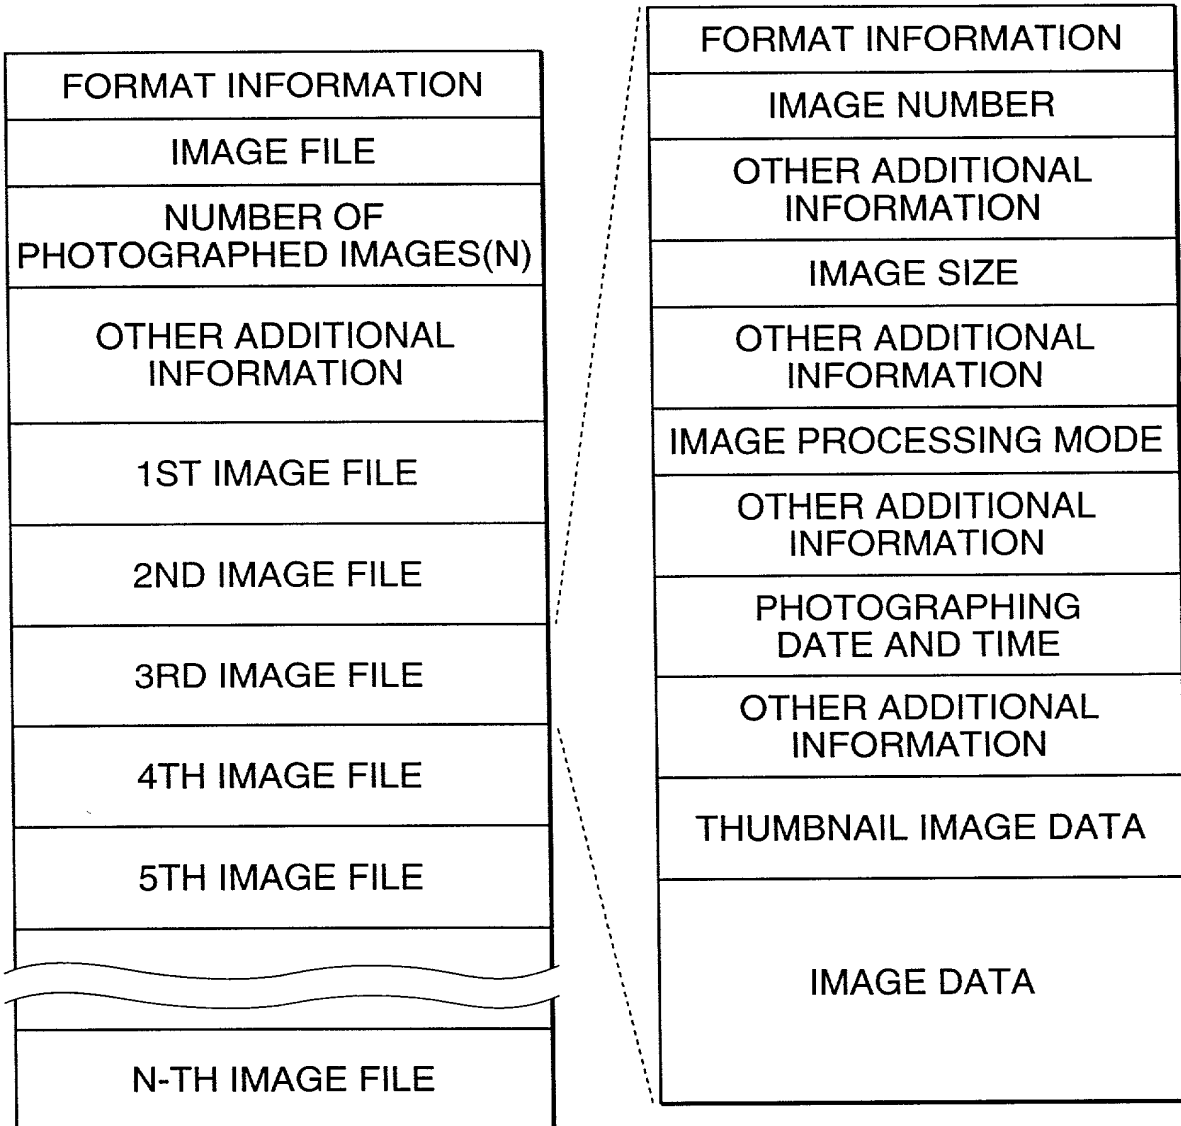 FORMAT INFORMATION
IMAGE FILE
NUMBER OF
PHOTOGRAPHED IMAGES(N)
OTHER ADDITIONAL
INFORMATION
1ST IMAGE FILE
2ND IMAGE FILE
3RD IMAGE FILE
4TH IMAGE FILE
5TH IMAGE FILE
N-TH IMAGE FILE
FORMAT INFORMATION
IMAGE NUMBER
OTHER ADDITIONAL
INFORMATION
IMAGE SIZE
OTHER ADDITIONAL
INFORMATION
IMAGE PROCESSING MODE
OTHER ADDITIONAL
INFORMATION
PHOTOGRAPHING
DATE AND TIME
OTHER ADDITIONAL
INFORMATION
THUMBNAIL IMAGE DATA
IMAGE DATA